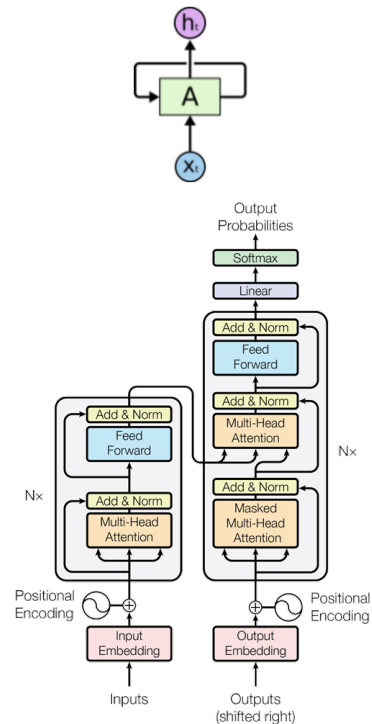 hₜ
A
xₜ
Output
Probabilities
Softmax
Linear
Add & Norm
Feed
Forward
Add & Norm
Multi-Head
Attention
N×
Add & Norm
Masked
Multi-Head
Attention
Add & Norm
Feed
Forward
N×
Add & Norm
Multi-Head
Attention
Positional
Encoding
Positional
Encoding
Input
Embedding
Output
Embedding
Inputs
Outputs
(shifted right)